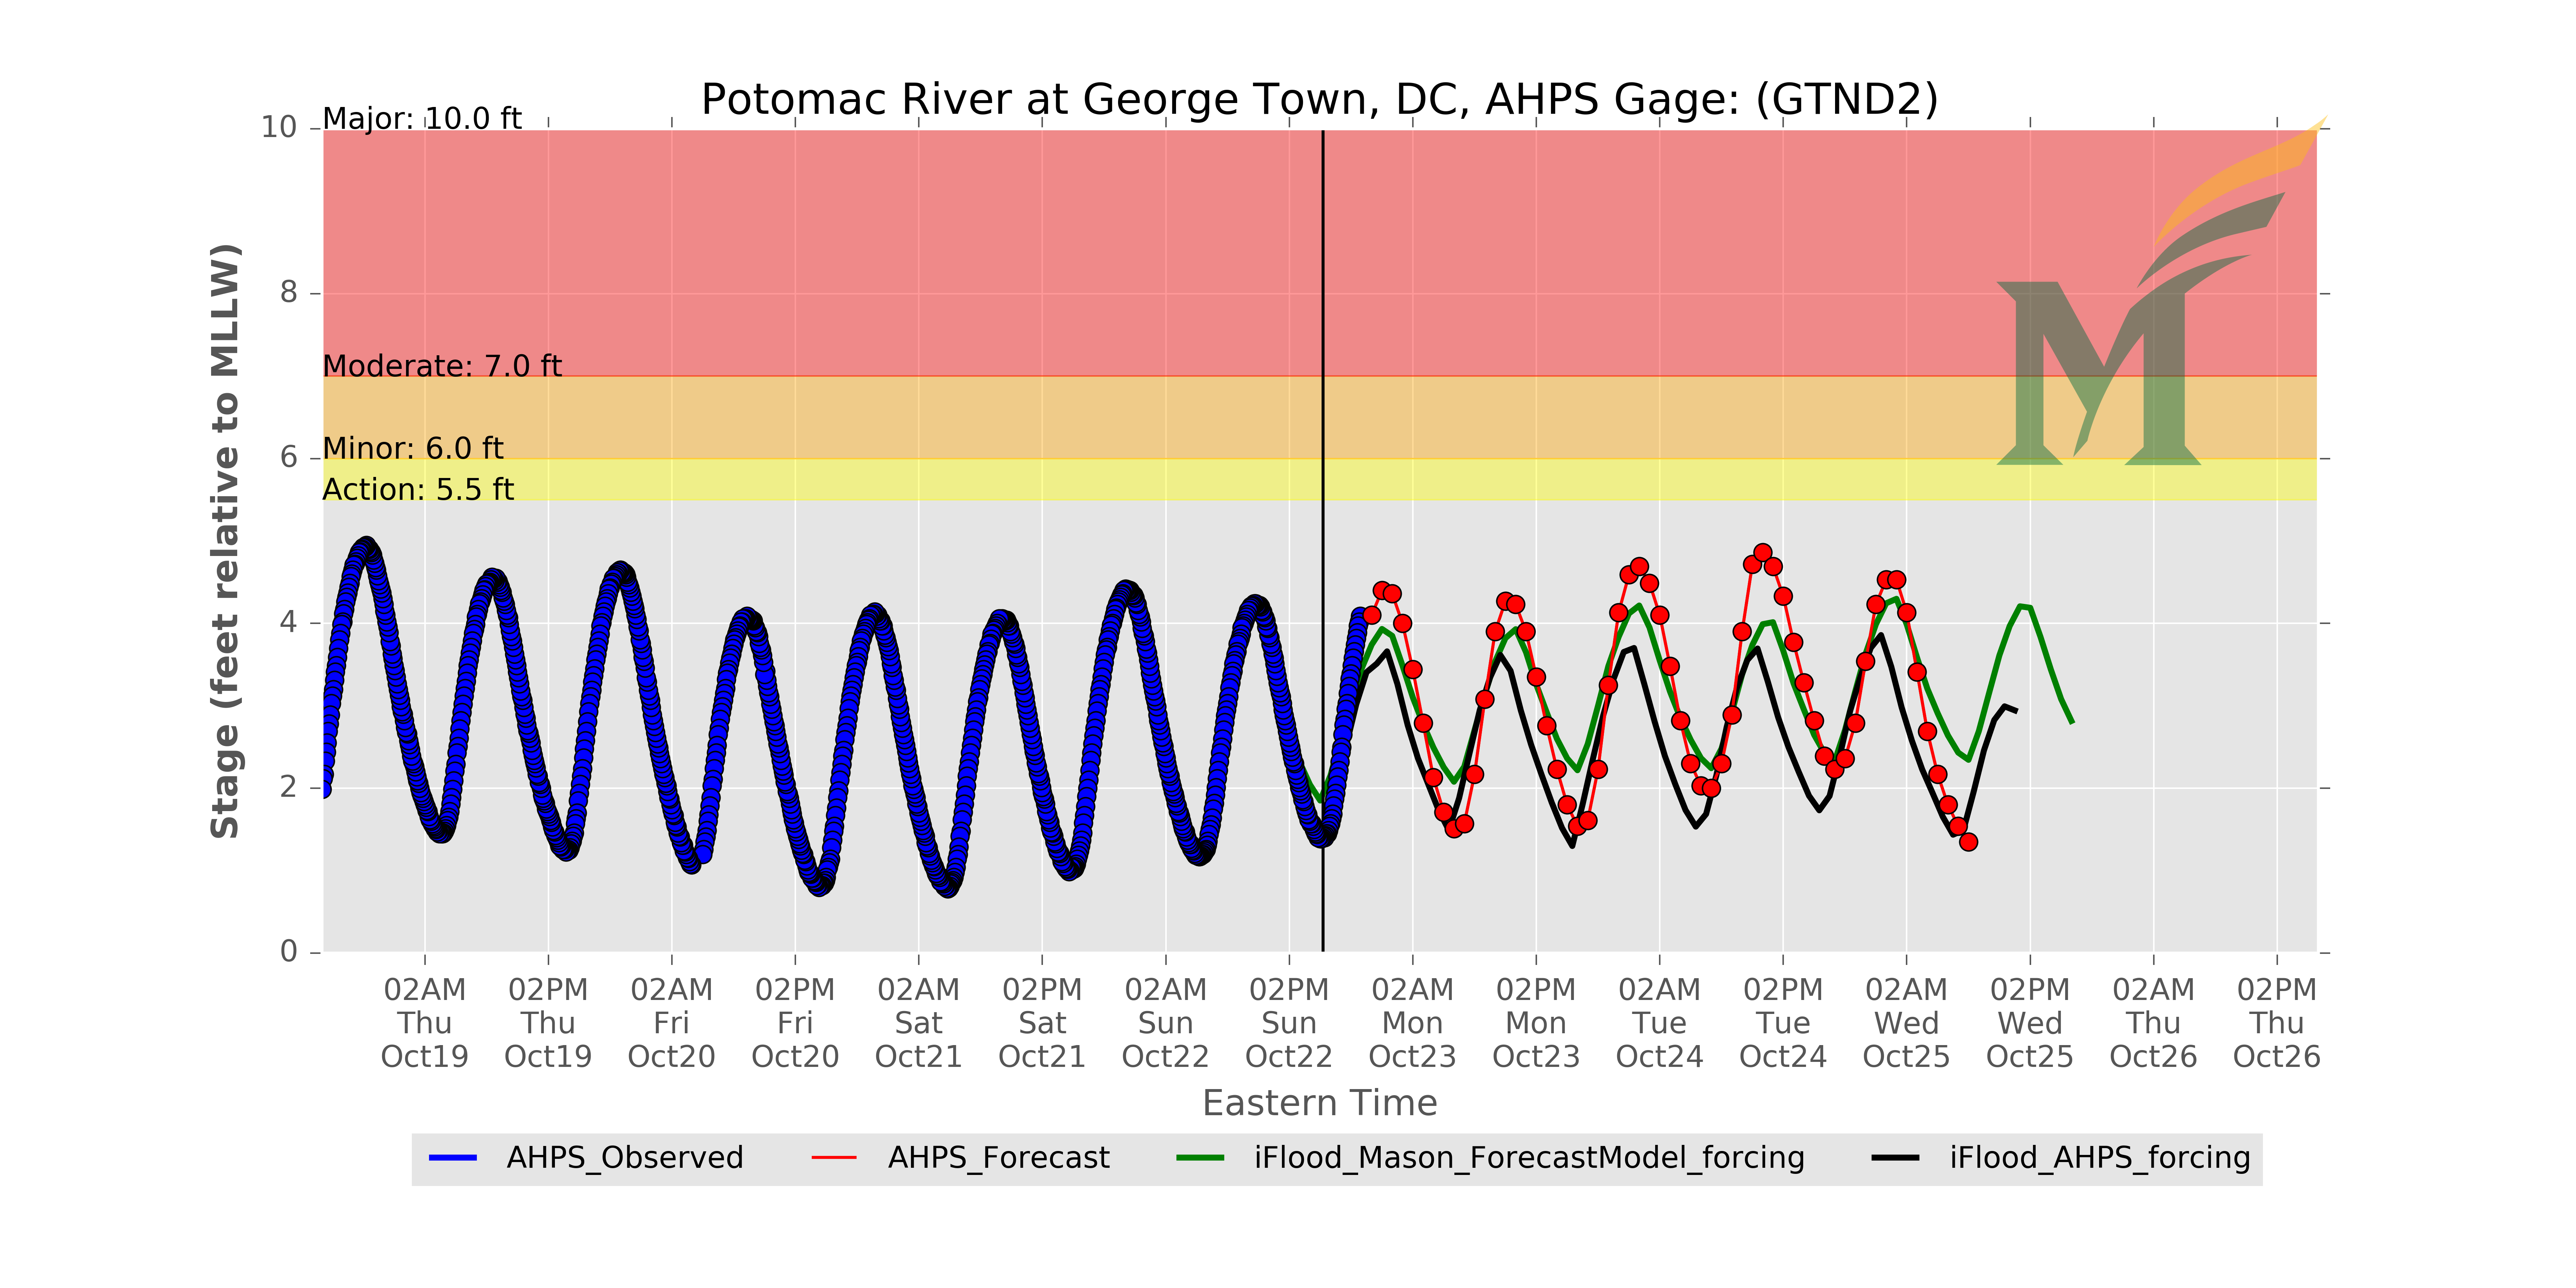 Potomac River at George Town, DC, AHPS Gage: (GTND2)
Stage (feet relative to MLLW)
10
8
6
4
2
0
Major: 10.0 ft
Moderate: 7.0 ft
Minor: 6.0 ft
Action: 5.5 ft
M
02AM 02PM 02AM 02PM 02AM 02PM 02AM 02PM 02AM 02PM 02AM 02PM 02AM 02PM 02AM 02PM
Thu Thu Fri Fri Sat Sat Sun Sun Mon Mon Tue Tue Wed Wed Thu Thu
Oct19 Oct19 Oct20 Oct20 Oct21 Oct21 Oct22 Oct22 Oct23 Oct23 Oct24 Oct24 Oct25 Oct25 Oct26 Oct26
Eastern Time
AHPS_Observed AHPS_Forecast iFlood_Mason_ForecastModel_forcing iFlood_AHPS_forcing